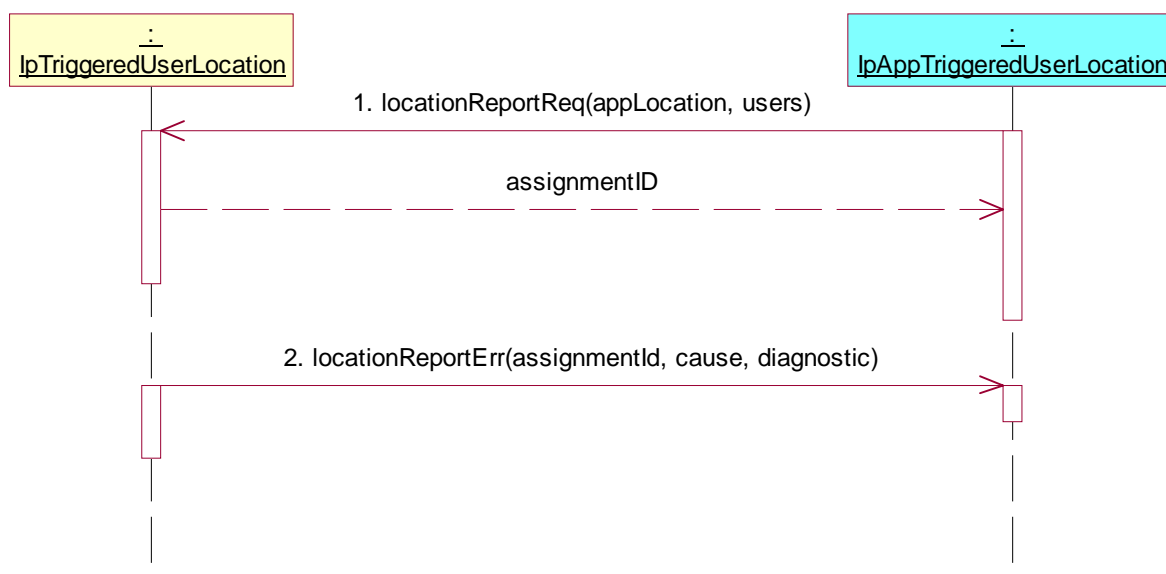 :
IpTriggeredUserLocation
:
IpAppTriggeredUserLocation
1. locationReportReq(appLocation, users)
assignmentID
2. locationReportErr(assignmentId, cause, diagnostic)